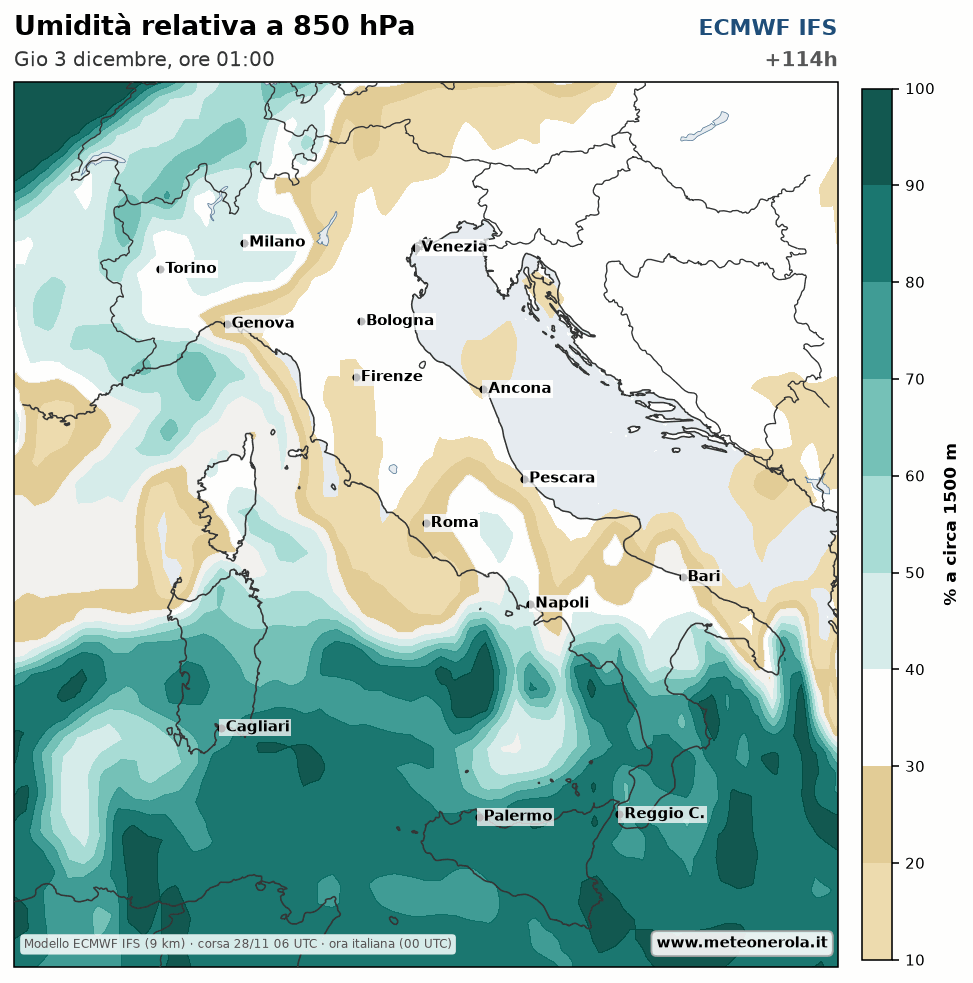 Umidità relativa a 850 hPa
ECMWF IFS
Gio 3 dicembre, ore 01:00
+114h
100
90
80
70
60
50
40
30
20
10
% a circa 1500 m
Milano
Venezia
Torino
Genova
Bologna
Firenze
Ancona
Pescara
Roma
Bari
Napoli
Cagliari
Palermo
Reggio C.
Modello ECMWF IFS (9 km) · corsa 28/11 06 UTC · ora italiana (00 UTC)
www.meteonerola.it